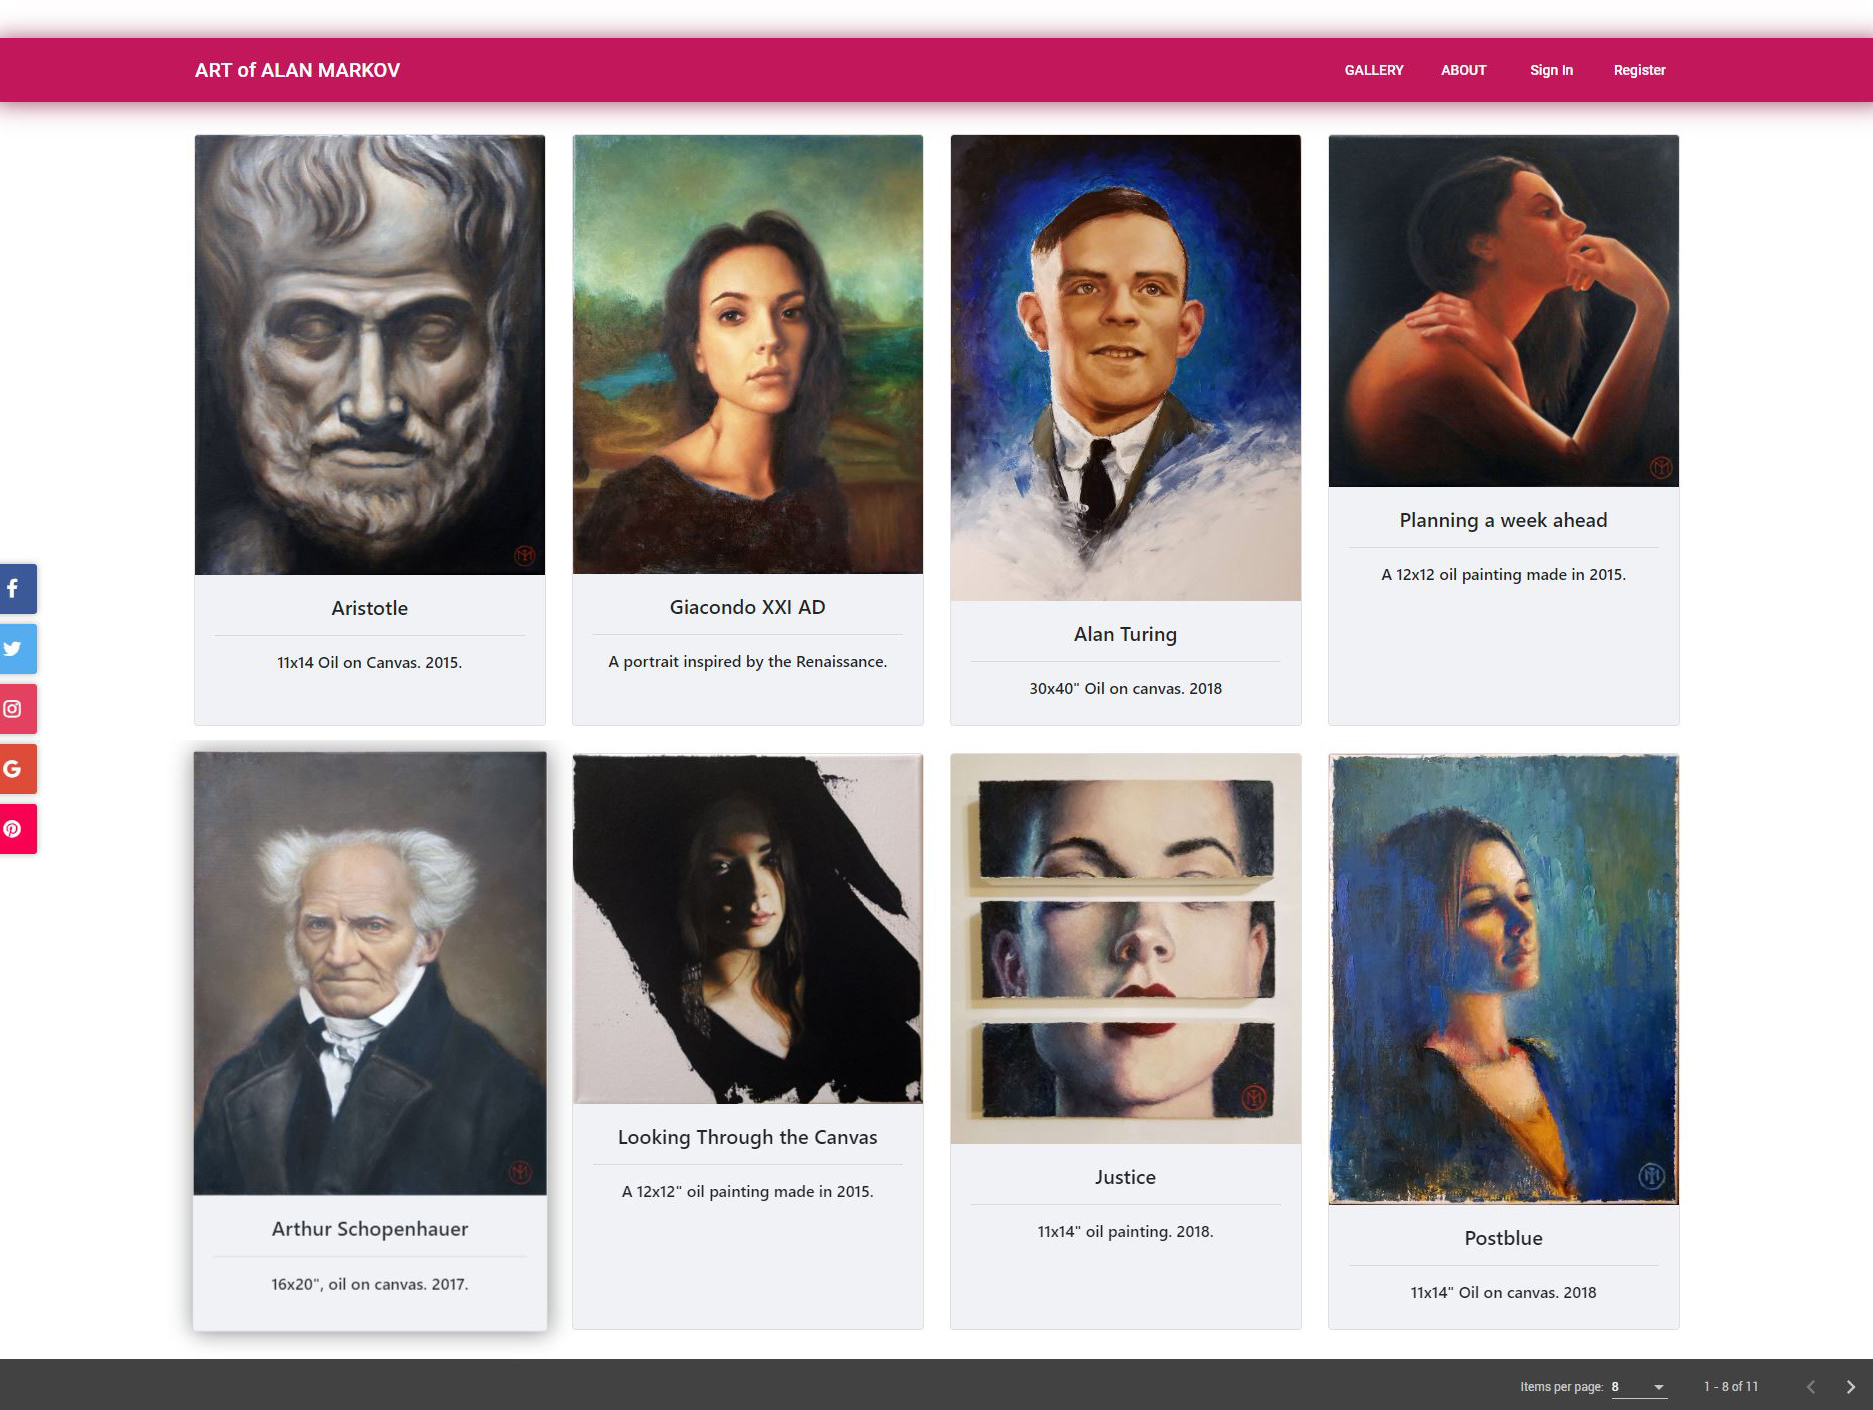 ART of ALAN MARKOV
GALLERY ABOUT Sign In Register
Aristotle
11x14 Oil on Canvas. 2015.
Giacondo XXI AD
A portrait inspired by the Renaissance.
Alan Turing
30x40" Oil on canvas. 2018
Planning a week ahead
A 12x12 oil painting made in 2015.
Arthur Schopenhauer
16x20", oil on canvas. 2017.
Looking Through the Canvas
A 12x12" oil painting made in 2015.
Justice
11x14" oil painting. 2018.
Postblue
11x14" Oil on canvas. 2018
Items per page: 8 1 - 8 of 11